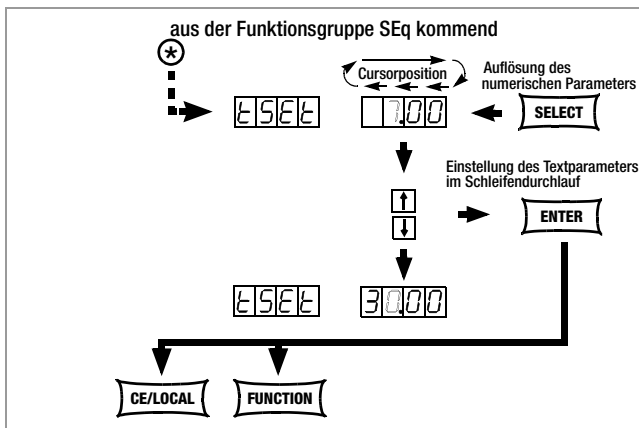 aus der Funktionsgruppe SEq kommend
*
Cursorposition
Auflösung des
numerischen Parameters
tSEt
1.00
SELECT
Einstellung des Textparameters
im Schleifendurchlauf
↑
↓
ENTER
tSEt
30.00
CE/LOCAL
FUNCTION